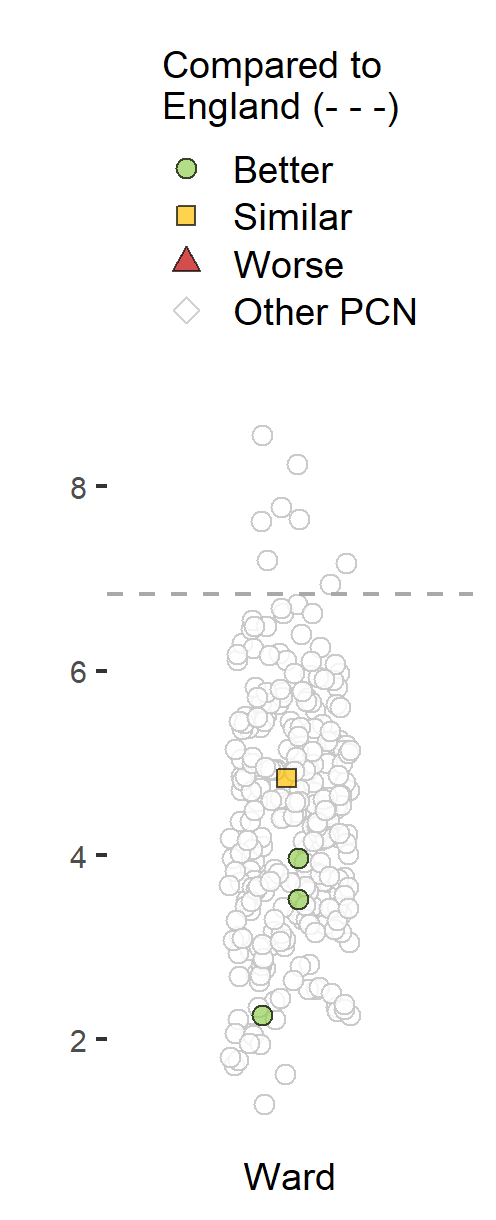 Compared to
England (- - -)
Better
Similar
Worse
Other PCN
8
6
4
2
Ward